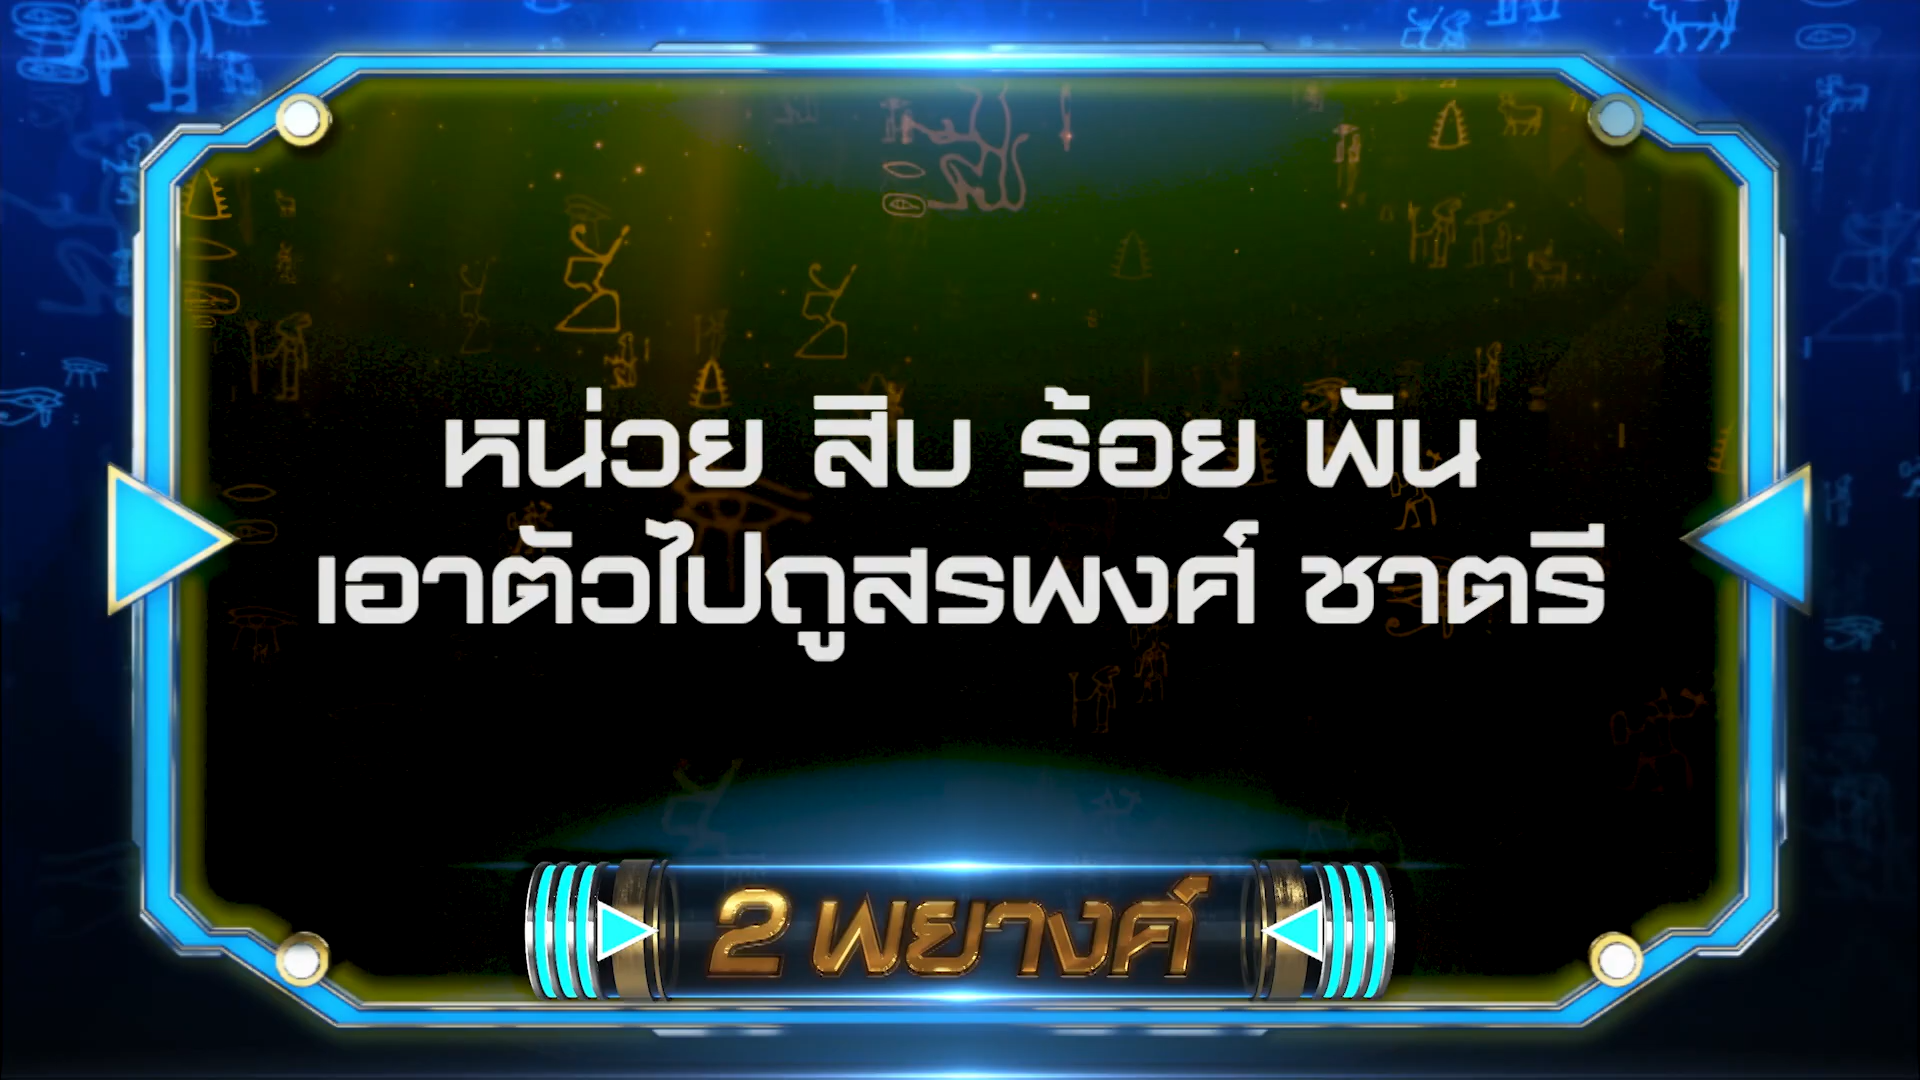 หน่วย สิบ ร้อย พัน
เอาตัวไปถูสรพงศ์ ชาตรี
2 พยางค์